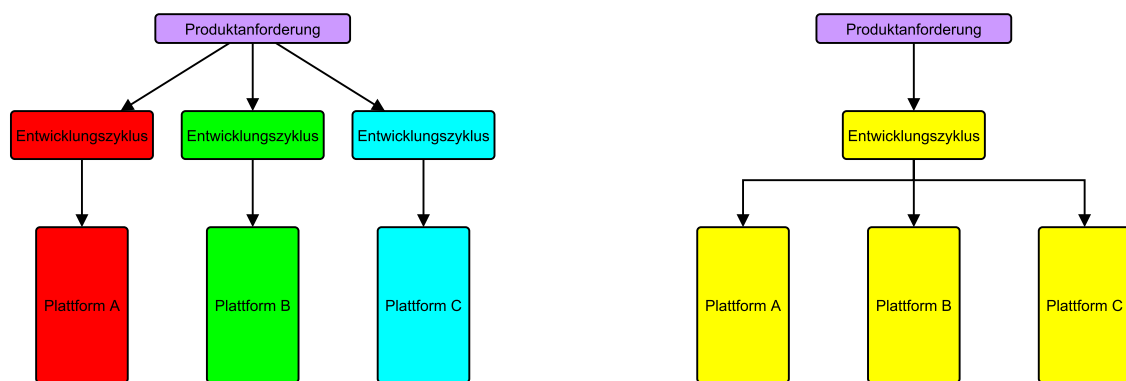 Produktanforderung
Entwicklungszyklus
Entwicklungszyklus
Entwicklungszyklus
Plattform A
Plattform B
Plattform C
Produktanforderung
Entwicklungszyklus
Plattform A
Plattform B
Plattform C